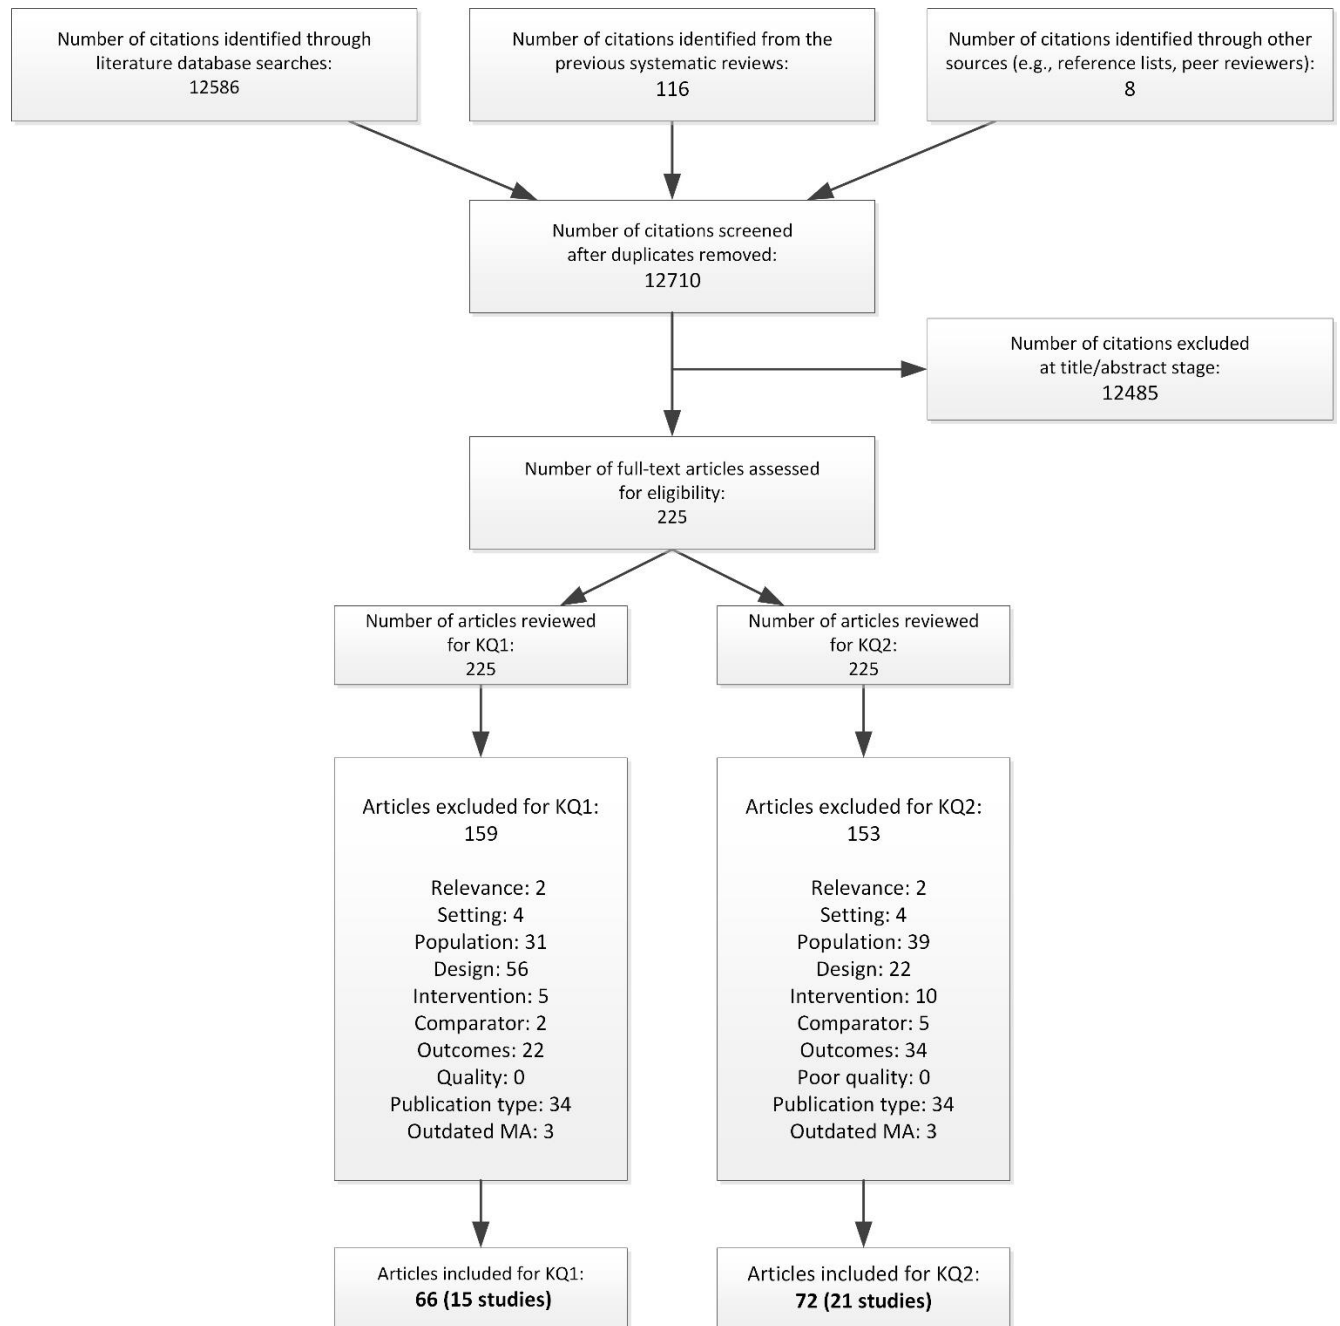 Number of citations identified through
literature database searches:
12586
Number of citations identified from the
previous systematic reviews:
116
Number of citations identified through other
sources (e.g., reference lists, peer reviewers):
8
Number of citations screened
after duplicates removed:
12710
Number of citations excluded
at title/abstract stage:
12485
Number of full-text articles assessed
for eligibility:
225
Number of articles reviewed
for KQ1:
225
Number of articles reviewed
for KQ2:
225
Articles excluded for KQ1:
159
Relevance: 2
Setting: 4
Population: 31
Design: 56
Intervention: 5
Comparator: 2
Outcomes: 22
Quality: 0
Publication type: 34
Outdated MA: 3
Articles excluded for KQ2:
153
Relevance: 2
Setting: 4
Population: 39
Design: 22
Intervention: 10
Comparator: 5
Outcomes: 34
Poor quality: 0
Publication type: 34
Outdated MA: 3
Articles included for KQ1:
66 (15 studies)
Articles included for KQ2:
72 (21 studies)